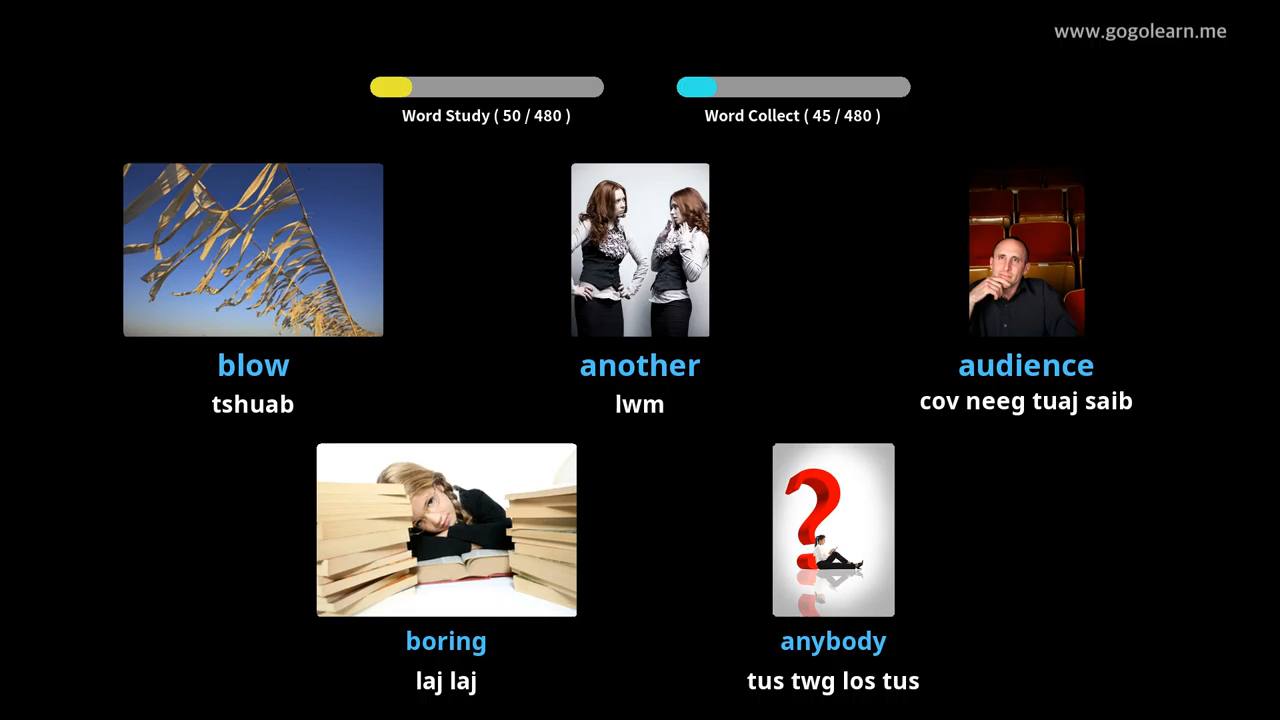 www.gogolearn.me
Word Study ( 50 / 480 )
Word Collect ( 45 / 480 )
blow
another
audience
tshuab
lwm
cov neeg tuaj saib
boring
anybody
laj laj
tus twg los tus